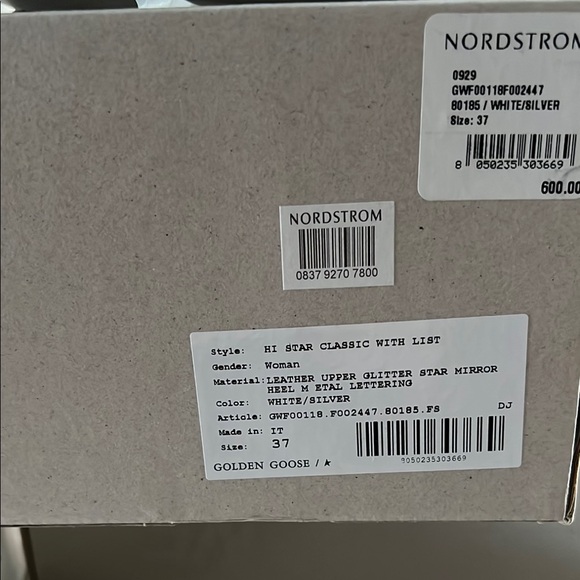 NORDSTROM
0929
GWF00118F002447
80185 / WHITE/SILVER
Size: 37
8 050235 303669
600.00
NORDSTROM
0837 9270 7800
Style: HI STAR CLASSIC WITH LIST
Gender: Woman
Material: LEATHER UPPER GLITTER STAR MIRROR
HEEL M ETAL LETTERING
Color: WHITE/SILVER
Article: GWF00118.F002447.80185.FS DJ
Made in: IT
Size: 37
8050235303669
GOLDEN GOOSE /